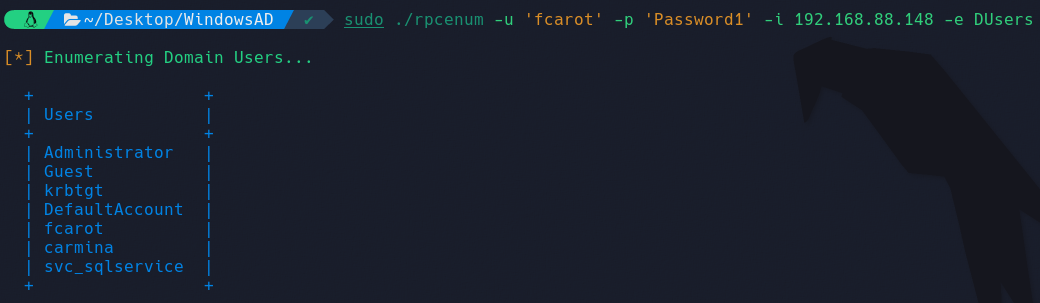 ~/Desktop/WindowsAD ✔ sudo ./rpcenum -u 'fcarot' -p 'Password1' -i 192.168.88.148 -e DUsers
[*] Enumerating Domain Users...
+ +
| Users |
+ +
| Administrator |
| Guest |
| krbtgt |
| DefaultAccount |
| fcarot |
| carmina |
| svc_sqlservice |
+ +